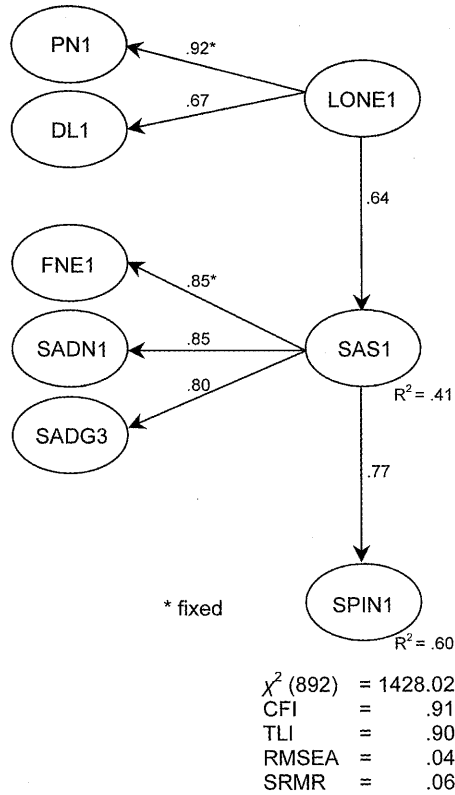 PN1
.92*
LONE1
.67
DL1
.64
FNE1
.85*
SADN1
.85
SAS1
.80
R² = .41
SADG3
.77
* fixed
SPIN1
R² = .60
χ² (892) = 1428.02
CFI = .91
TLI = .90
RMSEA = .04
SRMR = .06